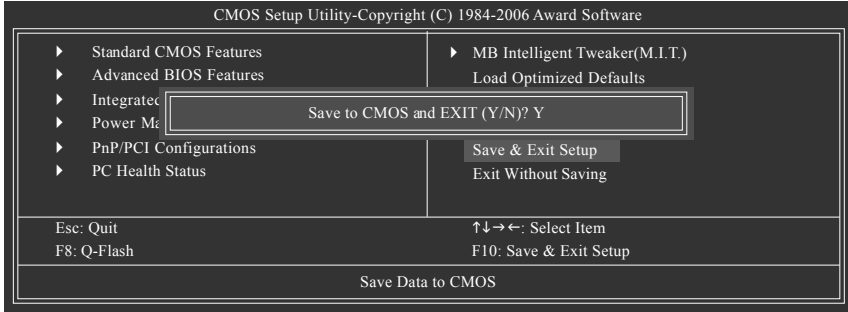 CMOS Setup Utility-Copyright (C) 1984-2006 Award Software
Standard CMOS Features
Advanced BIOS Features
Integrated
Power Ma
PnP/PCI Configurations
PC Health Status
MB Intelligent Tweaker(M.I.T.)
Load Optimized Defaults
Save to CMOS and EXIT (Y/N)? Y
Save & Exit Setup
Exit Without Saving
Esc: Quit
F8: Q-Flash
↑↓→←: Select Item
F10: Save & Exit Setup
Save Data to CMOS